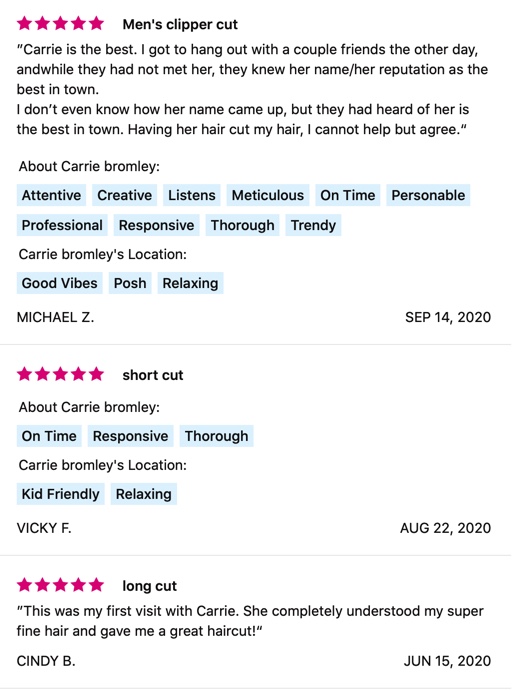 Men's clipper cut
"Carrie is the best. I got to hang out with a couple friends the other day,
andwhile they had not met her, they knew her name/her reputation as the
best in town.
I don’t even know how her name came up, but they had heard of her is
the best in town. Having her hair cut my hair, I cannot help but agree."
About Carrie bromley:
Attentive Creative Listens Meticulous On Time Personable
Professional Responsive Thorough Trendy
Carrie bromley's Location:
Good Vibes Posh Relaxing
MICHAEL Z. SEP 14, 2020
short cut
About Carrie bromley:
On Time Responsive Thorough
Carrie bromley's Location:
Kid Friendly Relaxing
VICKY F. AUG 22, 2020
long cut
"This was my first visit with Carrie. She completely understood my super
fine hair and gave me a great haircut!"
CINDY B. JUN 15, 2020